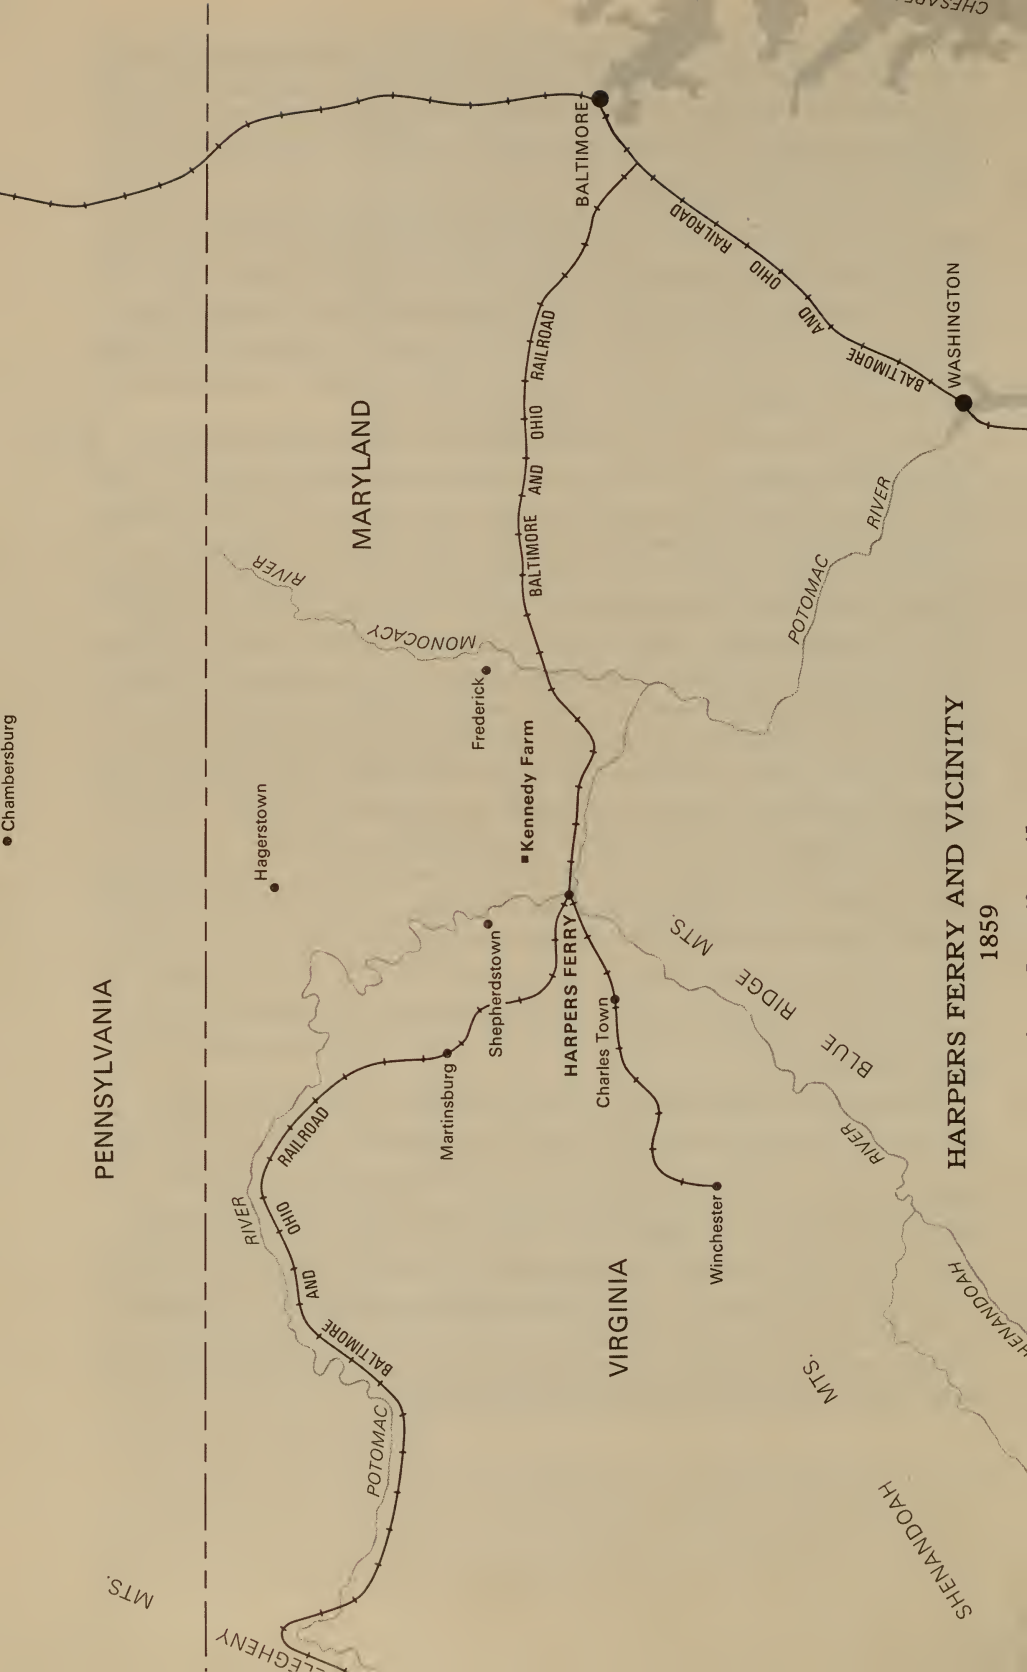 Chambersburg
PENNSYLVANIA
MTS.
MARYLAND
Hagerstown
RIVER
MONOCACY
Frederick
Kennedy Farm
BALTIMORE
BALTIMORE AND OHIO RAILROAD
BALTIMORE AND OHIO RAILROAD
WASHINGTON
POTOMAC RIVER
Shepherdstown
HARPERS FERRY
Martinsburg
Charles Town
Winchester
BALTIMORE AND OHIO RAILROAD
POTOMAC
RIVER
VIRGINIA
BLUE RIDGE MTS.
RIVER
SHENANDOAH
MTS.
HARPERS FERRY AND VICINITY
1859